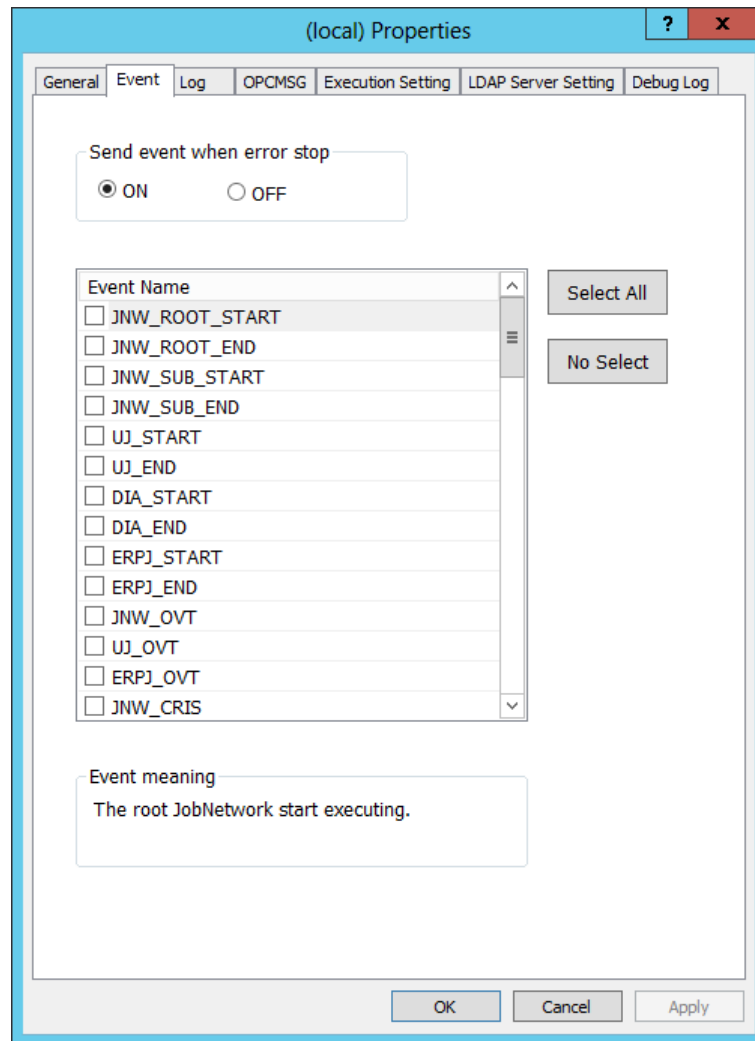 (local) Properties
?
x
General Event Log OPCMSG Execution Setting LDAP Server Setting Debug Log
Send event when error stop
ON OFF
Event Name
Select All
JNW_ROOT_START
JNW_ROOT_END
No Select
JNW_SUB_START
JNW_SUB_END
UJ_START
UJ_END
DIA_START
DIA_END
ERPJ_START
ERPJ_END
JNW_OVT
UJ_OVT
ERPJ_OVT
JNW_CRIS
Event meaning
The root JobNetwork start executing.
OK Cancel Apply